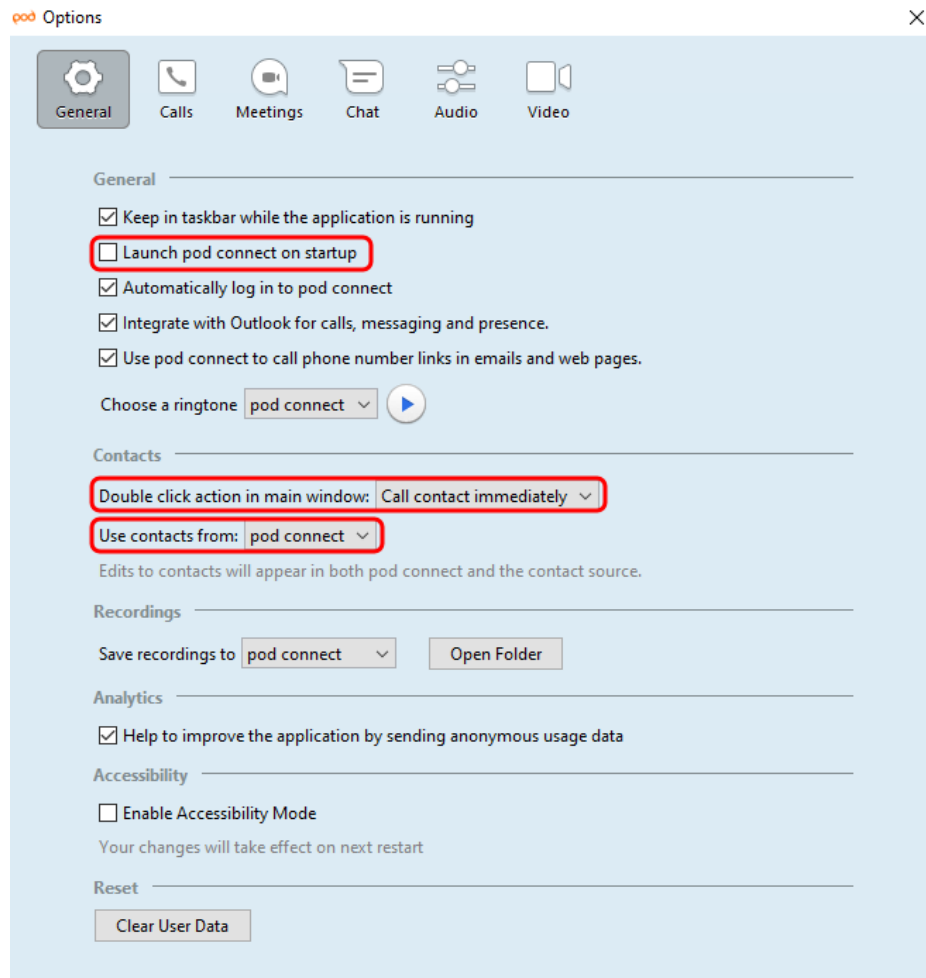 pod Options
General Calls Meetings Chat Audio Video
General
Keep in taskbar while the application is running
Launch pod connect on startup
Automatically log in to pod connect
Integrate with Outlook for calls, messaging and presence.
Use pod connect to call phone number links in emails and web pages.
Choose a ringtone pod connect
Contacts
Double click action in main window: Call contact immediately
Use contacts from: pod connect
Edits to contacts will appear in both pod connect and the contact source.
Recordings
Save recordings to pod connect Open Folder
Analytics
Help to improve the application by sending anonymous usage data
Accessibility
Enable Accessibility Mode
Your changes will take effect on next restart
Reset
Clear User Data